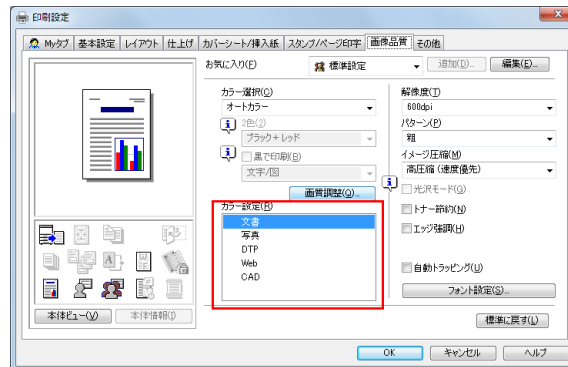 印刷設定
Myタブ 基本設定 レイアウト 仕上げ カバーシート/挿入紙 スタンプ/ページ印字 画像品質 その他
お気に入り(F) 標準設定 追加(D)... 編集(E)...
カラー選択(C)
オートカラー
2色(2)
ブラック+レッド
黒で印刷(B)
文字/図
画質調整(Q)...
カラー設定(R)
文書
写真
DTP
Web
CAD
解像度(T)
600dpi
パターン(P)
粗
イメージ圧縮(M)
高圧縮 (速度優先)
光沢モード(G)
トナー節約(N)
エッジ強調(H)
自動トラッピング(U)
フォント設定(S)...
本体ビュー(V) 本体情報(I)
標準に戻す(L)
OK キャンセル ヘルプ